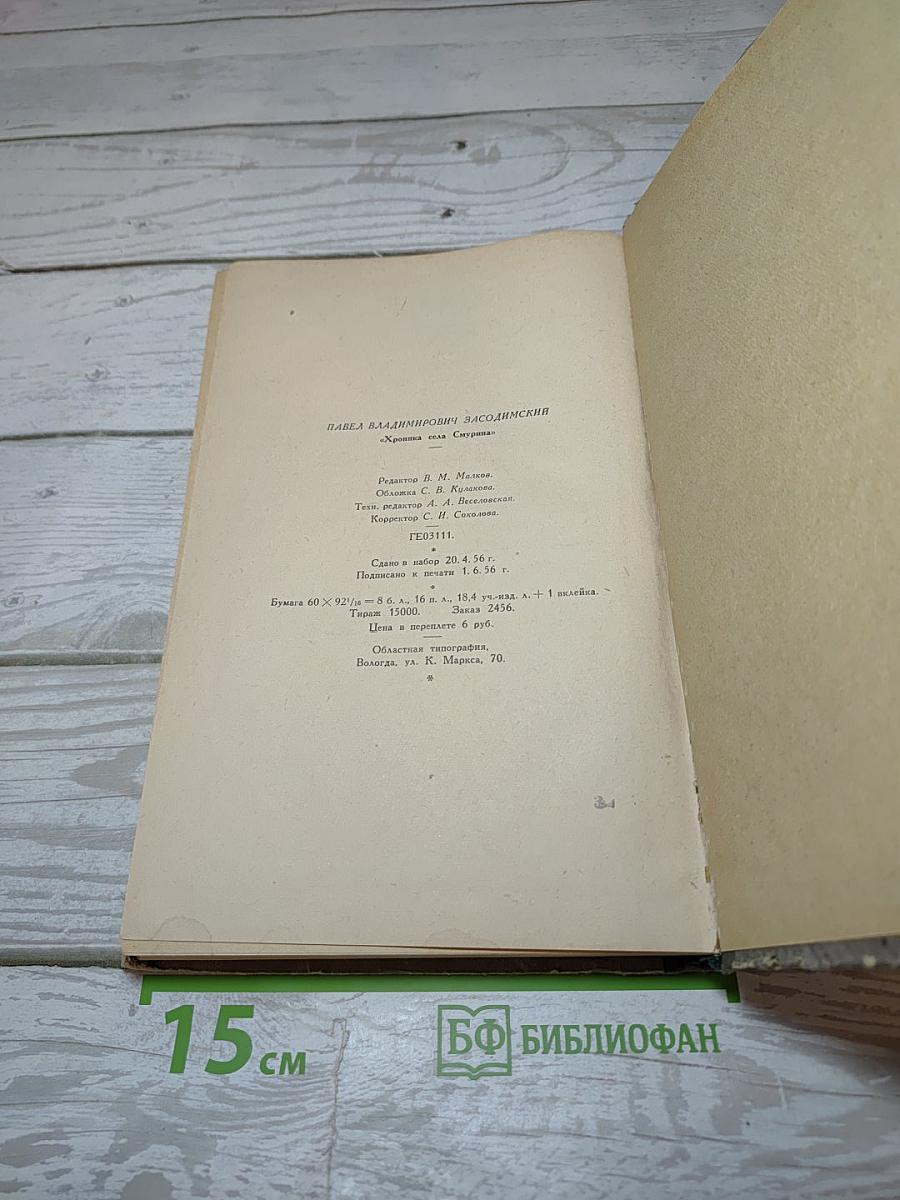 ПАВЕЛ ВЛАДИМИРОВИЧ ЗАСОДИМСКИЙ
«Хроника села Смурина»
Редактор В. М. Малков.
Обложка С. В. Кулакова.
Техн. редактор А. А. Веселовская.
Корректор С. И. Соколова.
ГЕ03111.
*
Сдано в набор 20. 4. 56 г.
Подписано к печати 1. 6. 56 г.
*
Бумага 60 × 92¹/₁₆ = 8 б. л., 16 п. л., 18,4 уч.-изд. л. + 1 вклейка.
Тираж 15000. Заказ 2456.
Цена в переплете 6 руб.
Областная типография,
Вологда, ул. К. Маркса, 70.
*
15 см
БФ БИБЛИОФАН